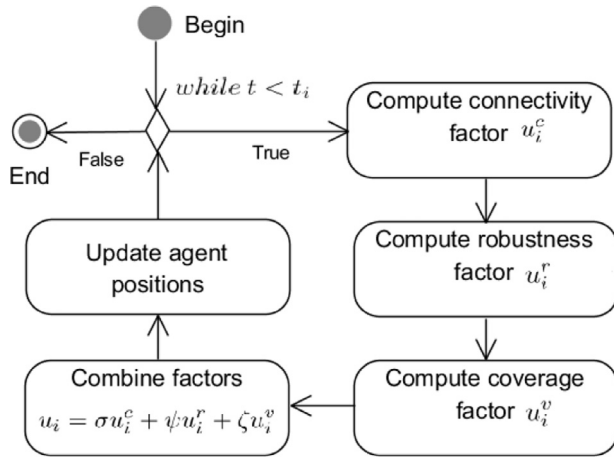 Begin
while t < t_i
End
False
True
Compute connectivity
factor u_i^c
Compute robustness
factor u_i^r
Compute coverage
factor u_i^v
Combine factors
u_i = σu_i^c + ψu_i^r + ζu_i^v
Update agent
positions